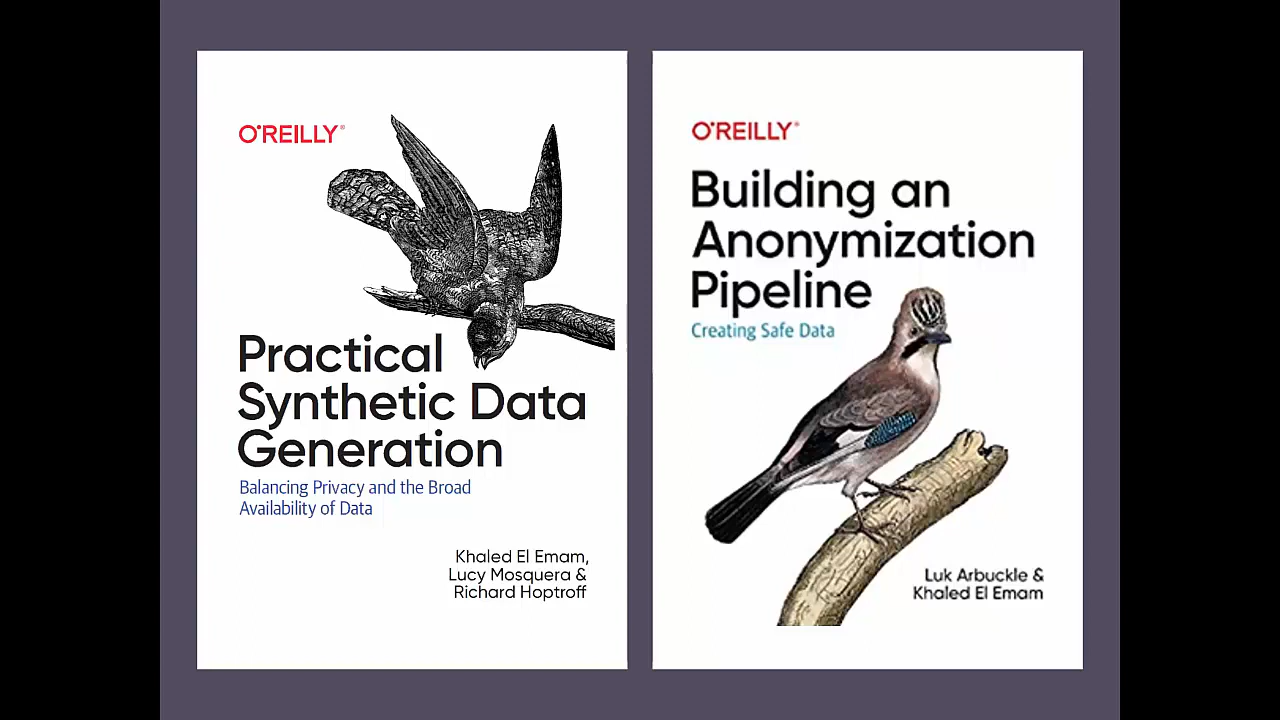 O'REILLY®
Practical
Synthetic Data
Generation
Balancing Privacy and the Broad
Availability of Data
Khaled El Emam,
Lucy Mosquera &
Richard Hoptroff
O'REILLY®
Building an
Anonymization
Pipeline
Creating Safe Data
Luk Arbuckle &
Khaled El Emam